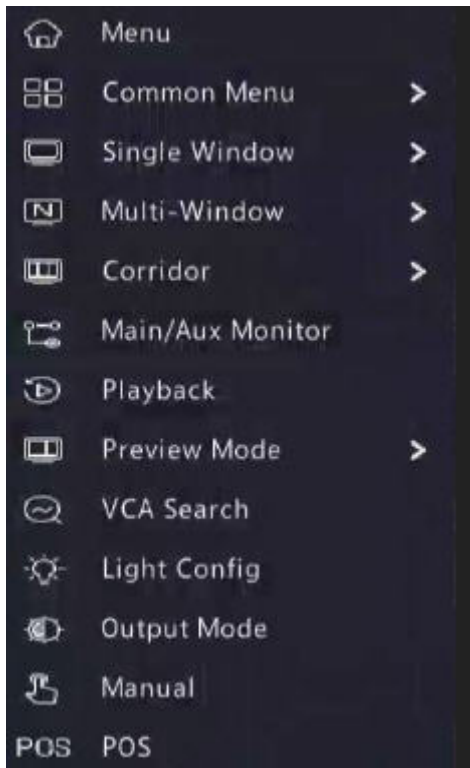 Menu
Common Menu
Single Window
Multi-Window
Corridor
Main/Aux Monitor
Playback
Preview Mode
VCA Search
Light Config
Output Mode
Manual
POS POS